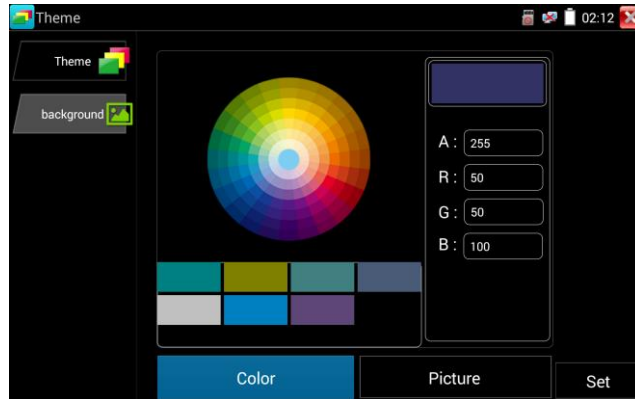 Theme
02:12
Theme
background
A : 255
R : 50
G : 50
B : 100
Color
Picture
Set